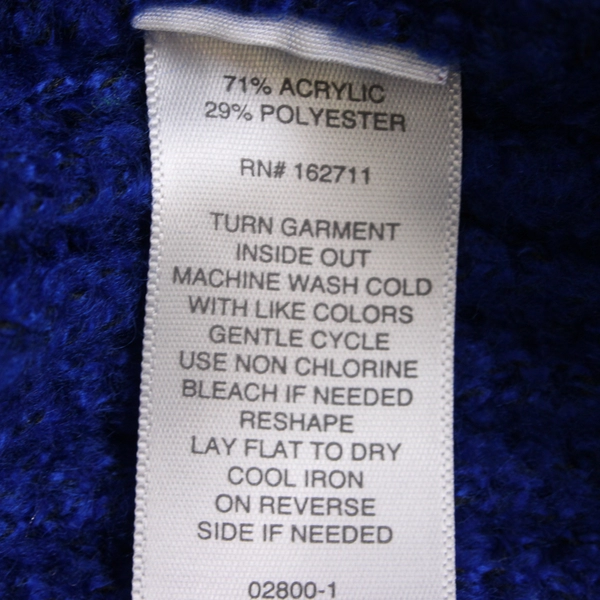 71% ACRYLIC
29% POLYESTER
RN# 162711
TURN GARMENT
INSIDE OUT
MACHINE WASH COLD
WITH LIKE COLORS
GENTLE CYCLE
USE NON CHLORINE
BLEACH IF NEEDED
RESHAPE
LAY FLAT TO DRY
COOL IRON
ON REVERSE
SIDE IF NEEDED
02800-1